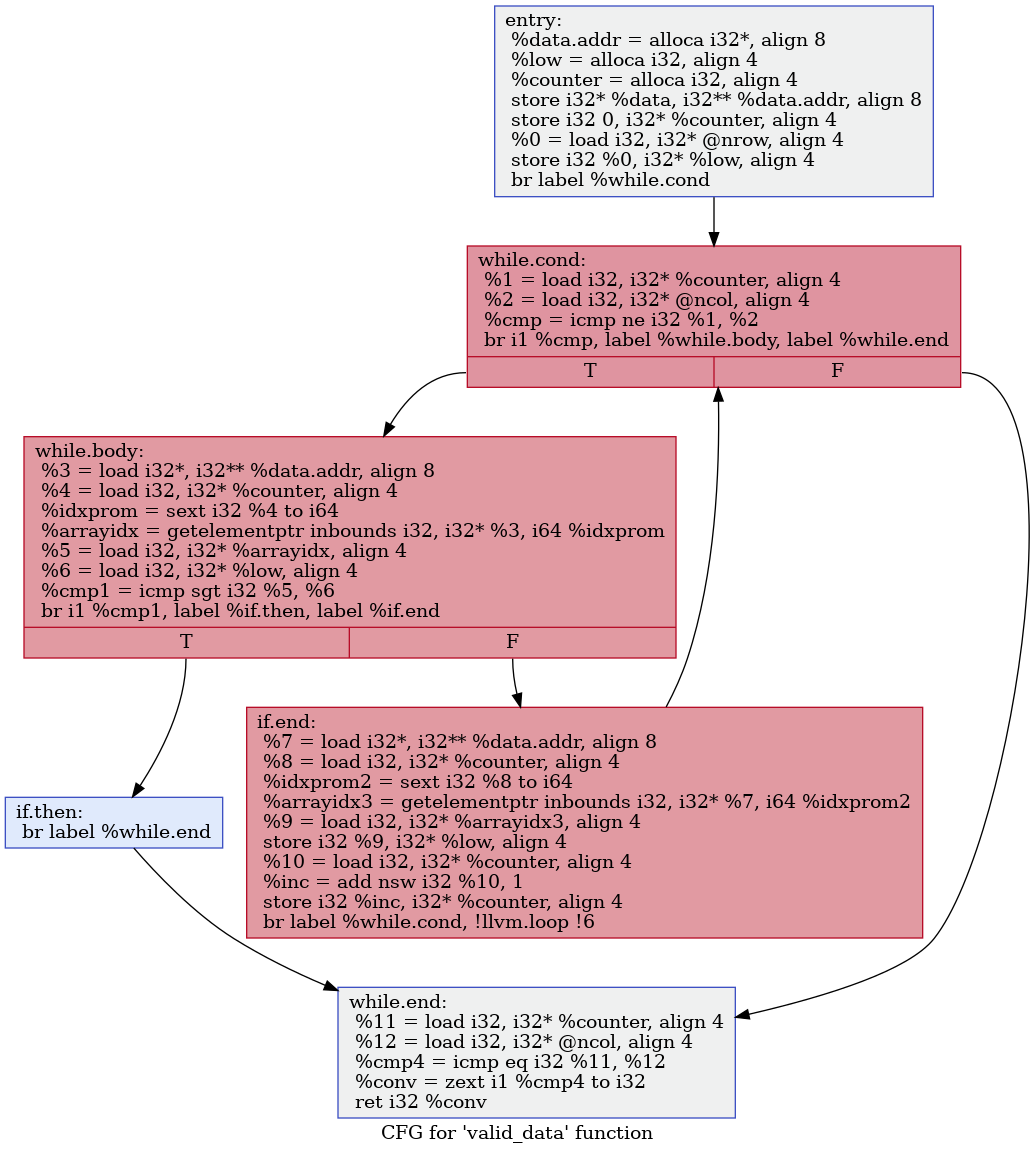 entry:
%data.addr = alloca i32*, align 8
%low = alloca i32, align 4
%counter = alloca i32, align 4
store i32* %data, i32** %data.addr, align 8
store i32 0, i32* %counter, align 4
%0 = load i32, i32* @nrow, align 4
store i32 %0, i32* %low, align 4
br label %while.cond
while.cond:
%1 = load i32, i32* %counter, align 4
%2 = load i32, i32* @ncol, align 4
%cmp = icmp ne i32 %1, %2
br i1 %cmp, label %while.body, label %while.end
T F
while.body:
%3 = load i32*, i32** %data.addr, align 8
%4 = load i32, i32* %counter, align 4
%idxprom = sext i32 %4 to i64
%arrayidx = getelementptr inbounds i32, i32* %3, i64 %idxprom
%5 = load i32, i32* %arrayidx, align 4
%6 = load i32, i32* %low, align 4
%cmp1 = icmp sgt i32 %5, %6
br i1 %cmp1, label %if.then, label %if.end
T F
if.end:
%7 = load i32*, i32** %data.addr, align 8
%8 = load i32, i32* %counter, align 4
%idxprom2 = sext i32 %8 to i64
%arrayidx3 = getelementptr inbounds i32, i32* %7, i64 %idxprom2
%9 = load i32, i32* %arrayidx3, align 4
store i32 %9, i32* %low, align 4
%10 = load i32, i32* %counter, align 4
%inc = add nsw i32 %10, 1
store i32 %inc, i32* %counter, align 4
br label %while.cond, !llvm.loop !6
if.then:
br label %while.end
while.end:
%11 = load i32, i32* %counter, align 4
%12 = load i32, i32* @ncol, align 4
%cmp4 = icmp eq i32 %11, %12
%conv = zext i1 %cmp4 to i32
ret i32 %conv
CFG for 'valid_data' function